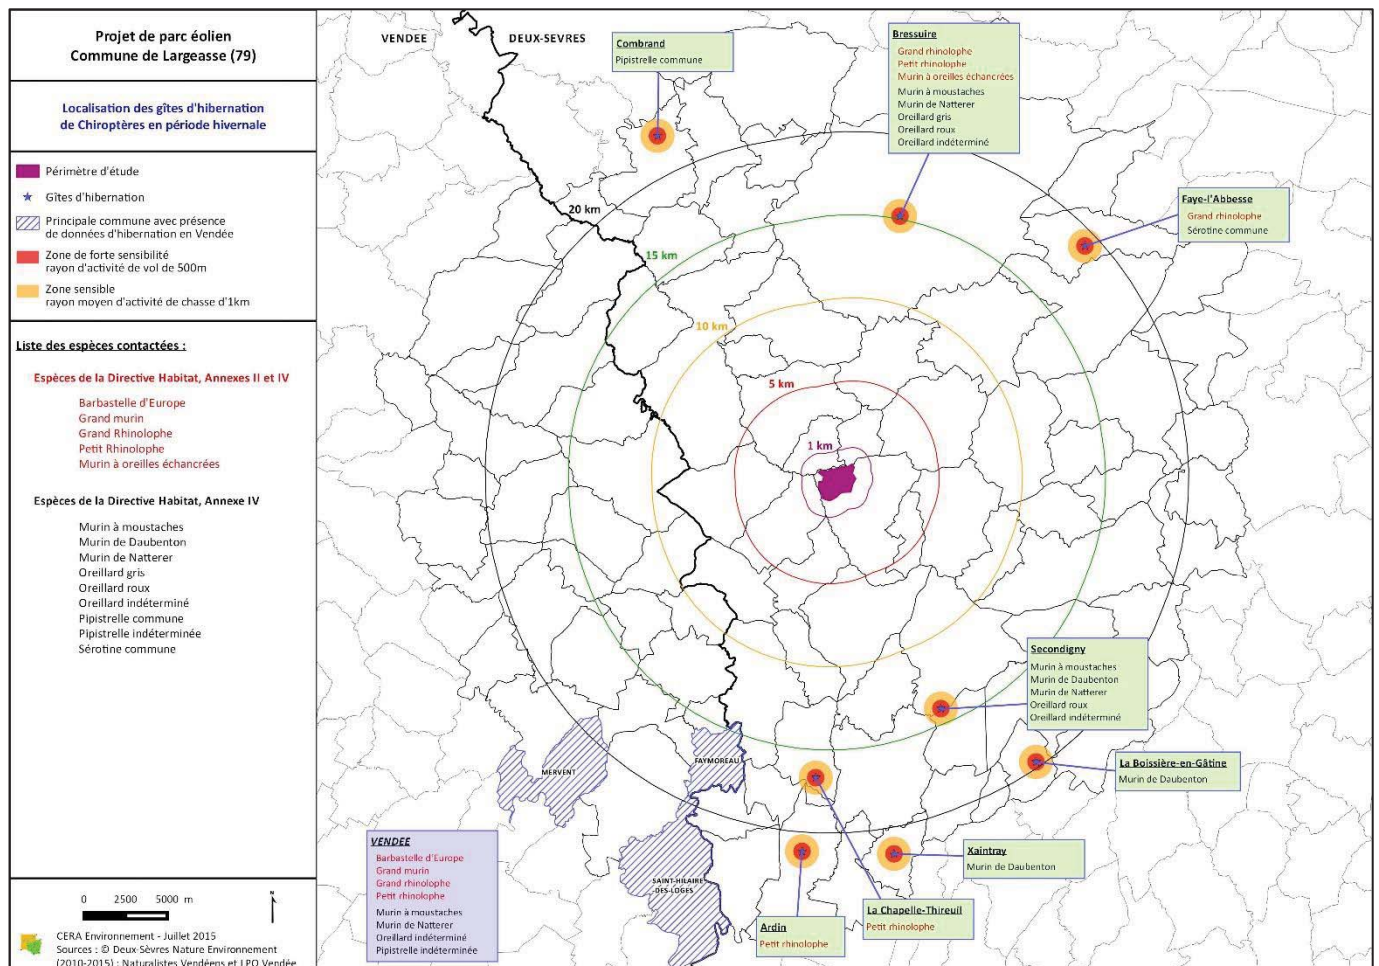 Projet de parc éolien
Commune de Largeasse (79)
Localisation des gîtes d'hibernation
de Chiroptères en période hivernale
Périmètre d'étude
Gîtes d'hibernation
Principale commune avec présence
de données d'hibernation en Vendée
Zone de forte sensibilité
rayon d'activité de vol de 500m
Zone sensible
rayon moyen d'activité de chasse d'1km
Liste des espèces contactées :
Espèces de la Directive Habitat, Annexes II et IV
Barbastelle d'Europe
Grand murin
Grand Rhinolophe
Petit Rhinolophe
Murin à oreilles échancrées
Espèces de la Directive Habitat, Annexe IV
Murin à moustaches
Murin de Daubenton
Murin de Natterer
Oreillard gris
Oreillard roux
Oreillard indéterminé
Pipistrelle commune
Pipistrelle indéterminée
Sérotine commune
0 2500 5000 m
N
CERA Environnement - Juillet 2015
Sources : © Deux-Sèvres Nature Environnement
(2010-2015) ; Naturalistes Vendéens et LPO Vendée
VENDEE
DEUX-SEVRES
Combrand
Pipistrelle commune
Bressuire
Grand rhinolophe
Petit rhinolophe
Murin à oreilles échancrées
Murin à moustaches
Murin de Natterer
Oreillard gris
Oreillard roux
Oreillard indéterminé
Faye-l'Abbesse
Grand rhinolophe
Sérotine commune
20 km
15 km
10 km
5 km
1 km
Secondigny
Murin à moustaches
Murin de Daubenton
Murin de Natterer
Oreillard roux
Oreillard indéterminé
La Boissière-en-Gâtine
Murin de Daubenton
Xaintray
Murin de Daubenton
La Chapelle-Thireuil
Petit rhinolophe
Ardin
Petit rhinolophe
MERVENT
FAYMOREAU
SAINT-HILAIRE
-DES-LOGES
VENDEE
Barbastelle d'Europe
Grand murin
Grand rhinolophe
Petit rhinolophe
Murin à moustaches
Murin de Natterer
Oreillard indéterminé
Pipistrelle indéterminée